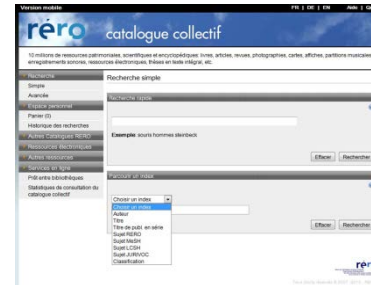 Version mobile
FR | DE | EN Aide |
réro catalogue collectif
10 millions de ressources patrimoniales, scientifiques et encyclopédiques: livres, articles, revues, photographies, cartes, affiches, partitions musicales
enregistrements sonores, ressources électroniques, thèses en texte intégral, etc.
Recherche
Simple
Avancée
Espace personnel
Panier (0)
Historique des recherches
Autres Catalogues RERO
Ressources électroniques
Autres ressources
Services en ligne
Prêt entre bibliothèques
Statistiques de consultation du
catalogue collectif
Recherche simple
Recherche rapide
Exemple: souris hommes steinbeck
Effacer Rechercher
Parcourir un index
Choisir un index
Choisir un index
Auteur
Titre
Titre de publ. en série
Sujet RERO
Sujet MeSH
Sujet LCSH
Sujet JURIVOC
Classification
Effacer Rechercher